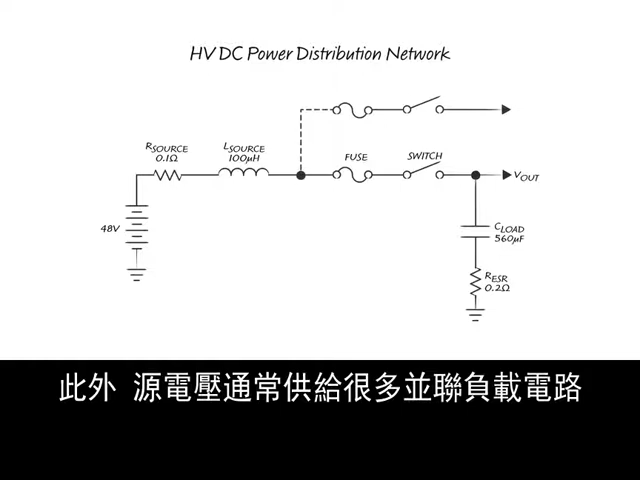 HV DC Power Distribution Network
RSOURCE
0.1Ω
LSOURCE
100µH
FUSE
SWITCH
VOUT
48V
CLOAD
560µF
RESR
0.2Ω
此外 源電壓通常供給很多並聯負載電路